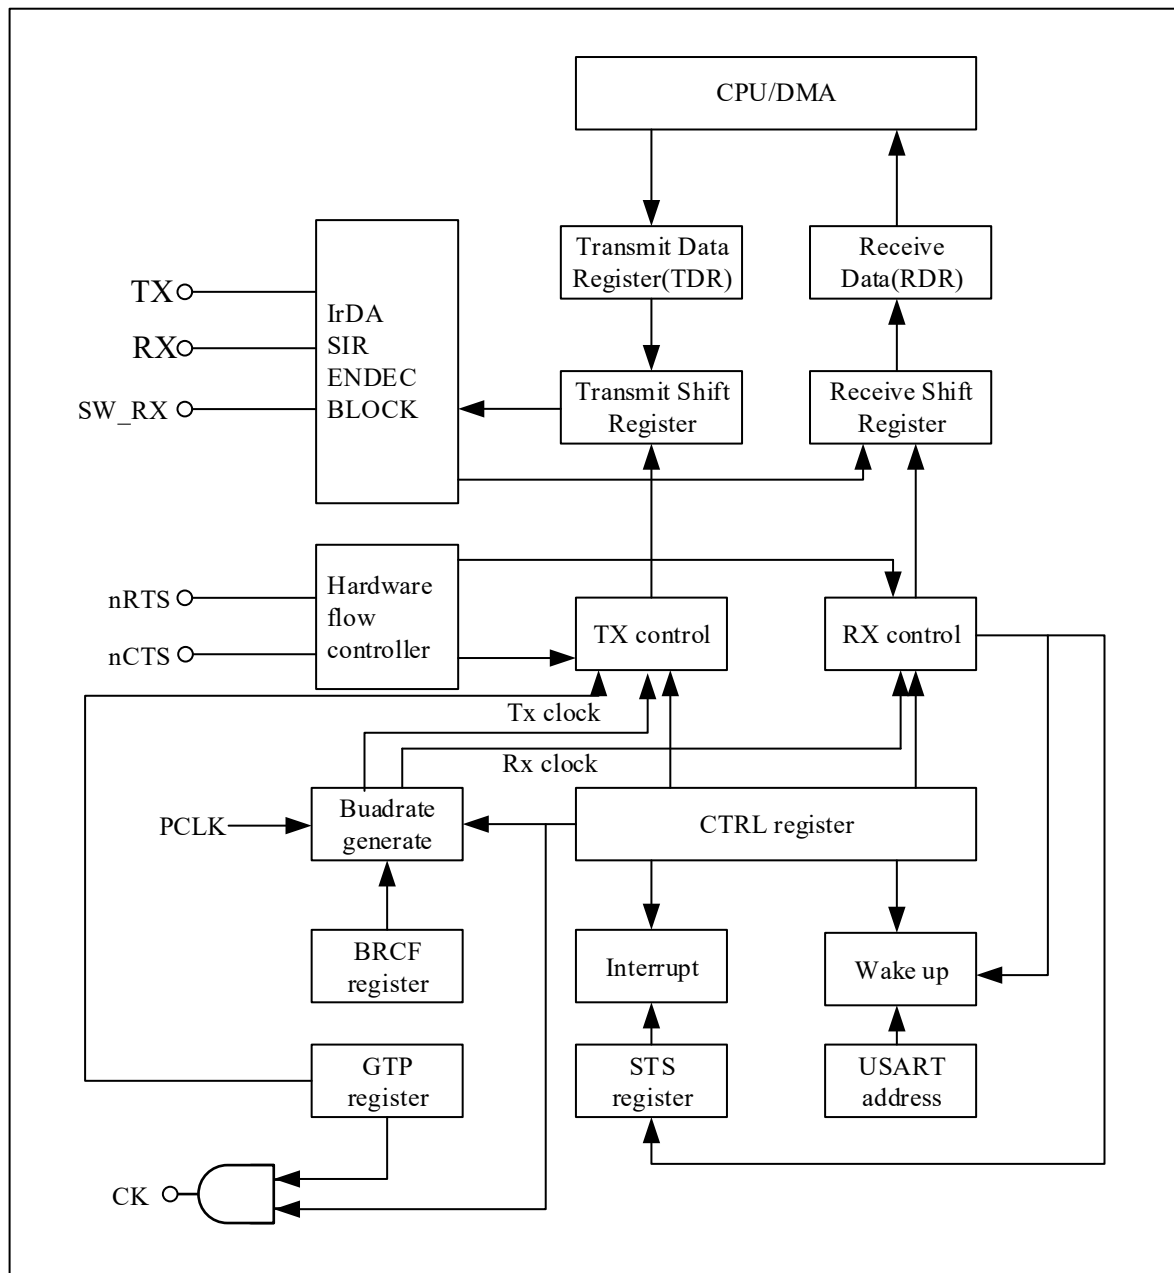 CPU/DMA
Transmit Data
Register(TDR)
Receive
Data(RDR)
TX
RX
SW_RX
IrDA
SIR
ENDEC
BLOCK
Transmit Shift
Register
Receive Shift
Register
nRTS
nCTS
Hardware
flow
controller
TX control
RX control
Tx clock
Rx clock
PCLK
Buadrate
generate
CTRL register
BRCF
register
Interrupt
Wake up
GTP
register
STS
register
USART
address
CK